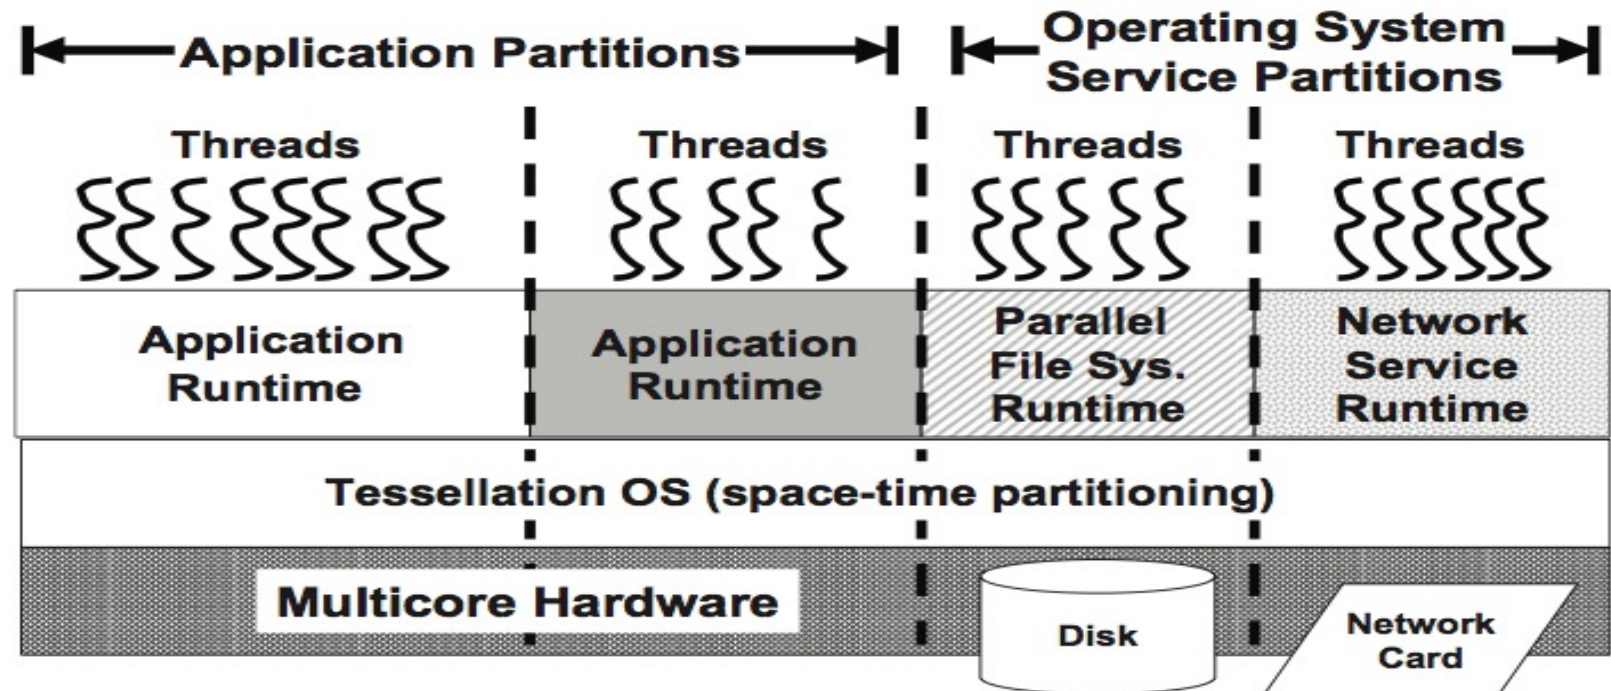 Application Partitions
Operating System
Service Partitions
Threads
Threads
Threads
Threads
Application
Runtime
Application
Runtime
Parallel
File Sys.
Runtime
Network
Service
Runtime
Tessellation OS (space-time partitioning)
Multicore Hardware
Disk
Network
Card